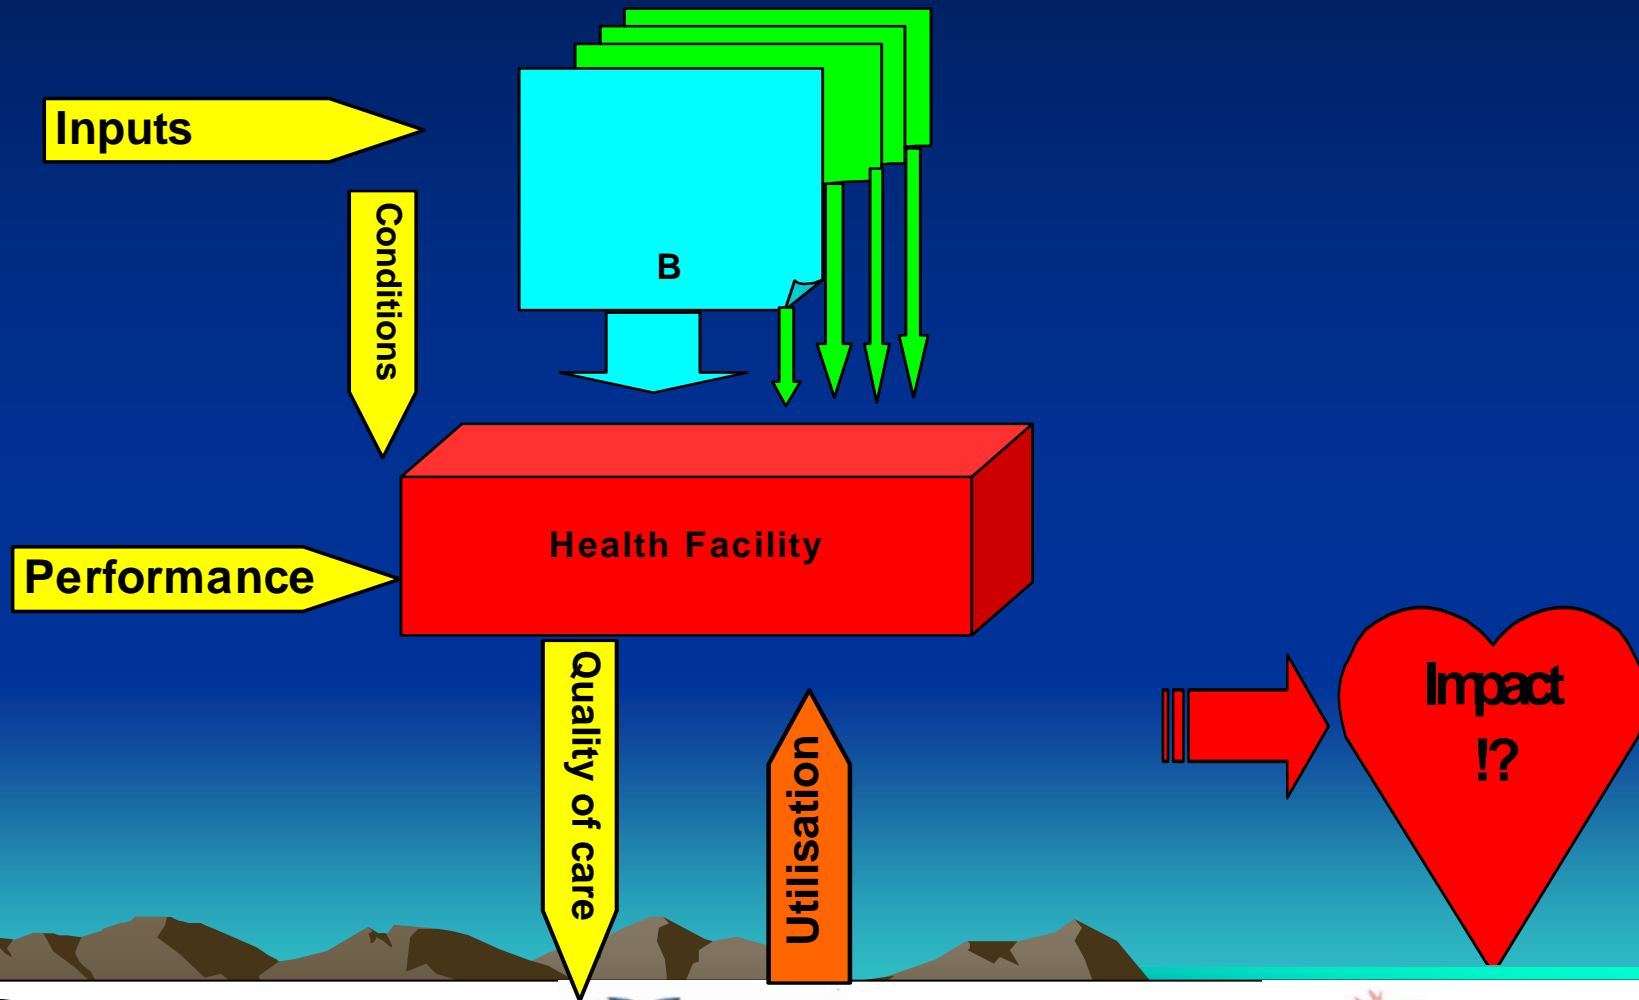 Inputs
Conditions
B
Health Facility
Performance
Quality of care
Utilisation
Impact
!?